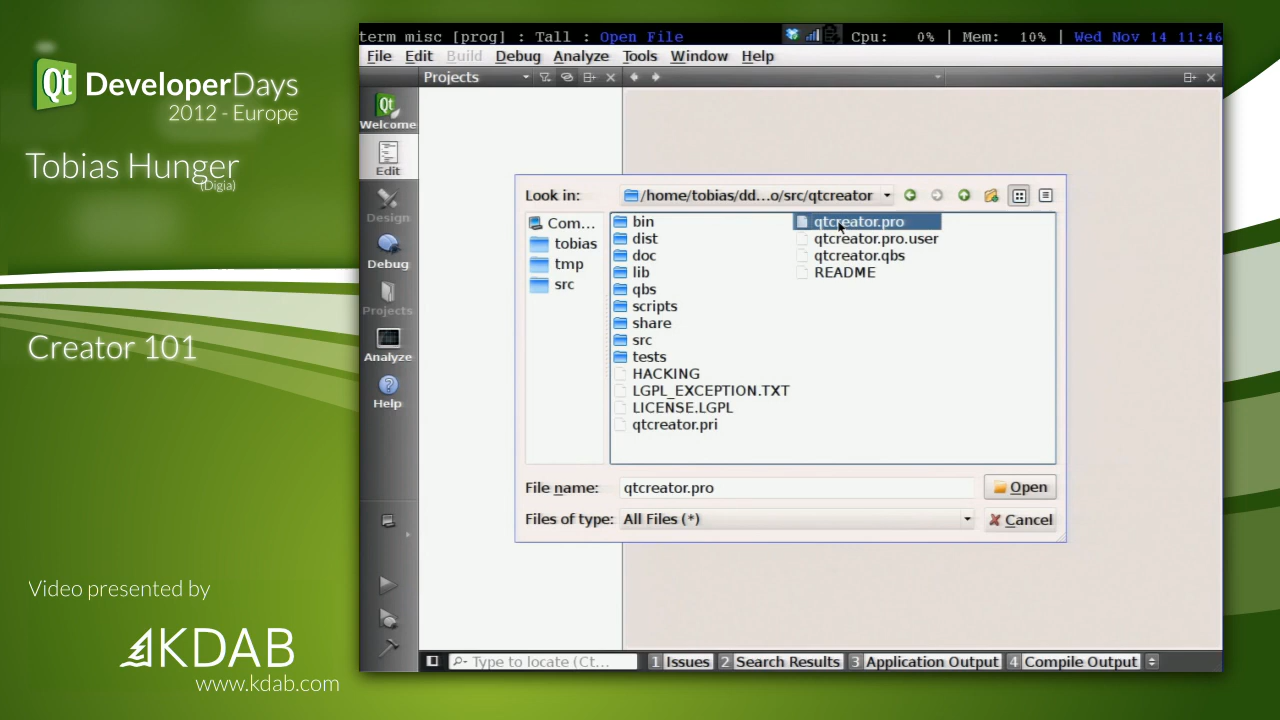 Qt DeveloperDays
2012 - Europe
Tobias Hunger
(Digia)
Creator 101
Video presented by
KDAB
www.kdab.com
term misc [prog] : Tall : Open File
Cpu: 0% | Mem: 10% | Wed Nov 14 11:46
File Edit Build Debug Analyze Tools Window Help
Projects
Qt
Welcome
Edit
Design
Debug
Projects
Analyze
Help
Look in: /home/tobias/dd...o/src/qtcreator
Com...
tobias
tmp
src
bin
dist
doc
lib
qbs
scripts
share
src
tests
HACKING
LGPL_EXCEPTION.TXT
LICENSE.LGPL
qtcreator.pri
qtcreator.pro
qtcreator.pro.user
qtcreator.qbs
README
File name: qtcreator.pro Open
Files of type: All Files (*) Cancel
Type to locate (Ct... 1 Issues 2 Search Results 3 Application Output 4 Compile Output